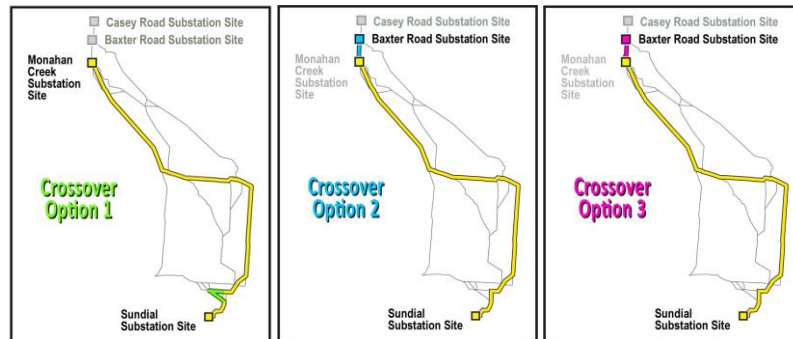 Casey Road Substation Site
Baxter Road Substation Site
Monahan
Creek
Substation
Site
Crossover
Option 1
Sundial
Substation Site
Casey Road Substation Site
Baxter Road Substation Site
Monahan
Creek
Substation
Site
Crossover
Option 2
Sundial
Substation Site
Casey Road Substation Site
Baxter Road Substation Site
Monahan
Creek
Substation
Site
Crossover
Option 3
Sundial
Substation Site